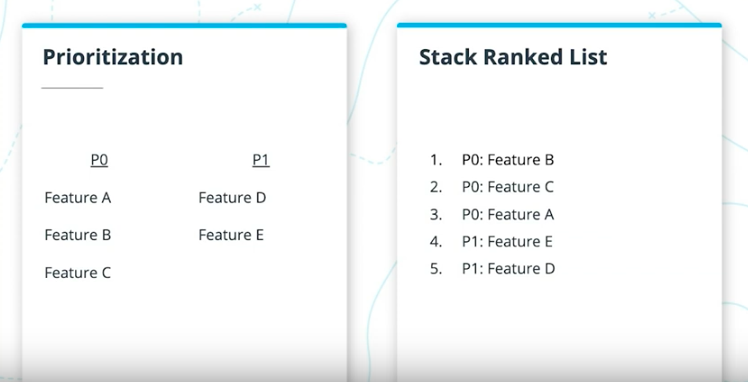 Prioritization
P0 P1
Feature A Feature D
Feature B Feature E
Feature C
Stack Ranked List
1. P0: Feature B
2. P0: Feature C
3. P0: Feature A
4. P1: Feature E
5. P1: Feature D